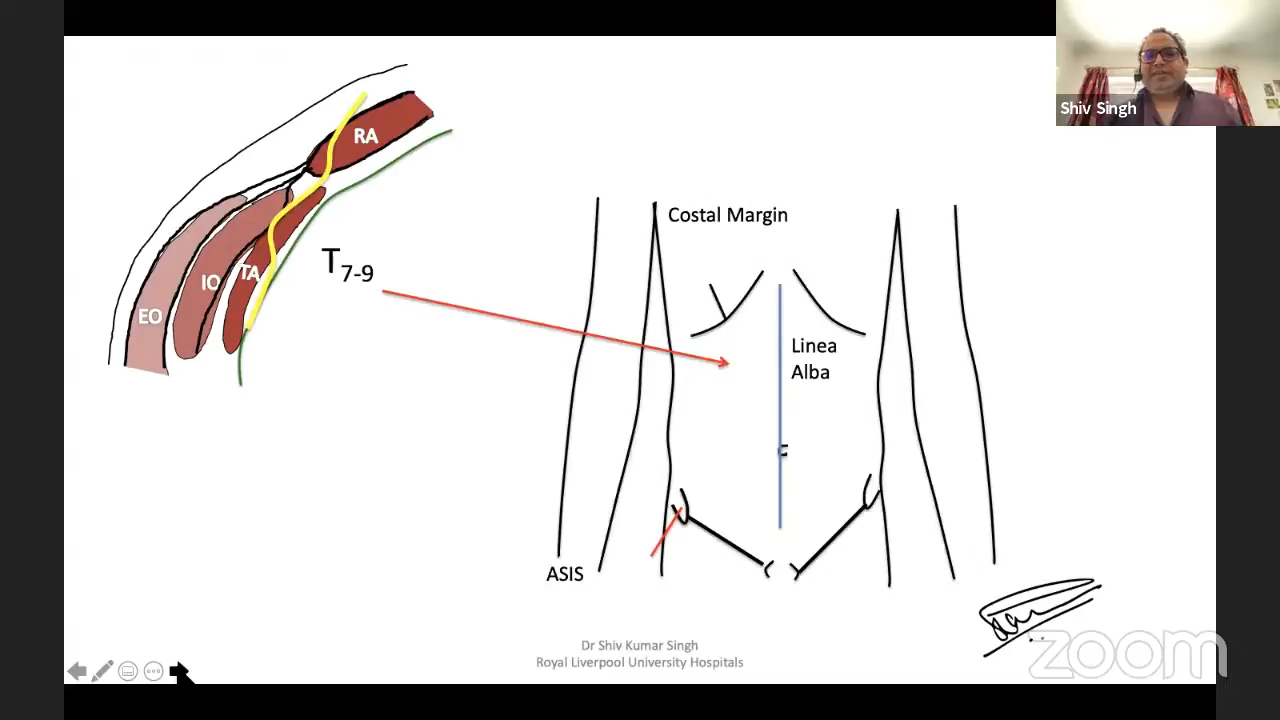 Shiv Singh
RA
IO
TA
EO
T7-9
Costal Margin
Linea
Alba
ASIS
Dr Shiv Kumar Singh
Royal Liverpool University Hospitals
zoom